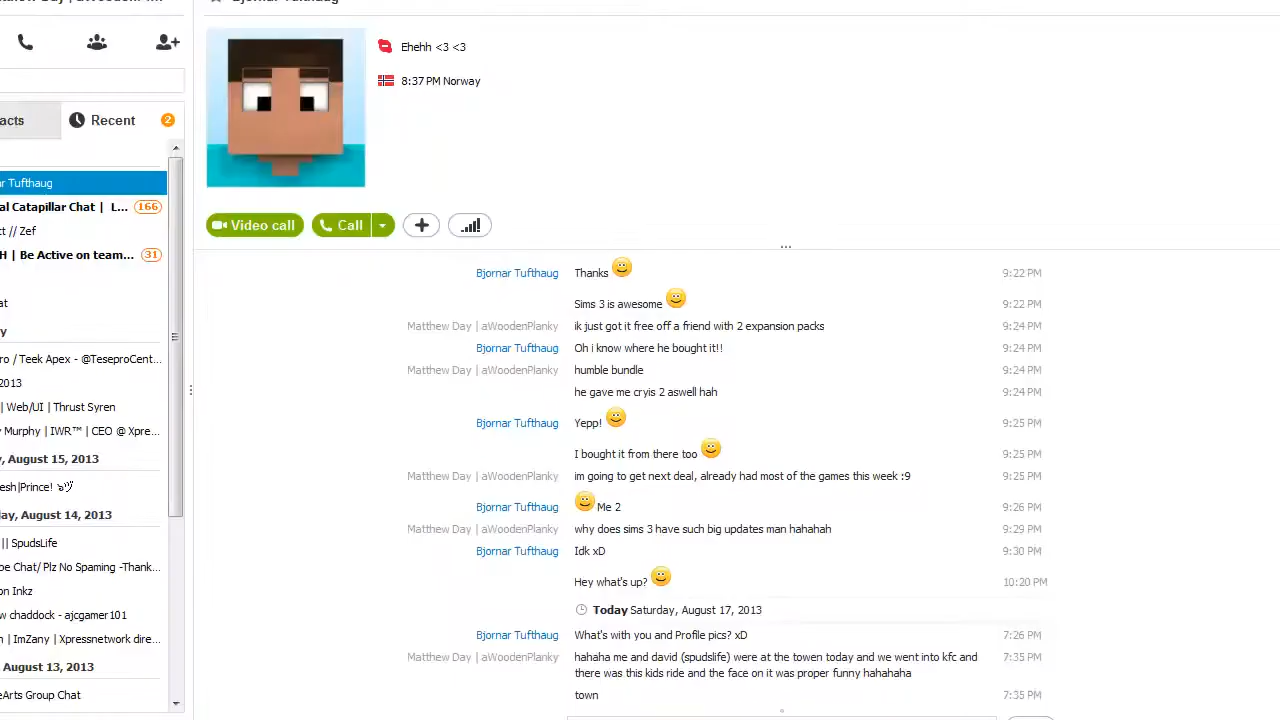 Bjornar Tufthaug
Ehehh <3 <3
8:37 PM Norway
acts
Recent
2
ar Tufthaug
al Catapillar Chat | L... 166
ct // Zef
H | Be Active on team... 31
at
y
ro / Teek Apex - @TeseproCent...
2013
| Web/UI | Thrust Syren
y Murphy | IWR™ | CEO @ Xpre...
y, August 15, 2013
esh|Prince!
ay, August 14, 2013
|| SpudsLife
pe Chat/ Plz No Spaming -Thank...
on Inkz
w chaddock - ajcgamer101
n | ImZany | Xpressnetwork dire...
August 13, 2013
eArts Group Chat
Video call
Call
Bjornar Tufthaug Thanks 9:22 PM
Sims 3 is awesome 9:22 PM
Matthew Day | aWoodenPlanky ik just got it free off a friend with 2 expansion packs 9:24 PM
Bjornar Tufthaug Oh i know where he bought it!! 9:24 PM
Matthew Day | aWoodenPlanky humble bundle 9:24 PM
he gave me cryis 2 aswell hah 9:24 PM
Bjornar Tufthaug Yepp! 9:25 PM
I bought it from there too 9:25 PM
Matthew Day | aWoodenPlanky im going to get next deal, already had most of the games this week :9 9:25 PM
Bjornar Tufthaug Me 2 9:26 PM
Matthew Day | aWoodenPlanky why does sims 3 have such big updates man hahahah 9:29 PM
Bjornar Tufthaug Idk xD 9:30 PM
Hey what's up? 10:20 PM
Today Saturday, August 17, 2013
Bjornar Tufthaug What's with you and Profile pics? xD 7:26 PM
Matthew Day | aWoodenPlanky hahaha me and david (spudslife) were at the towen today and we went into kfc and 7:35 PM
there was this kids ride and the face on it was proper funny hahahaha
town 7:35 PM